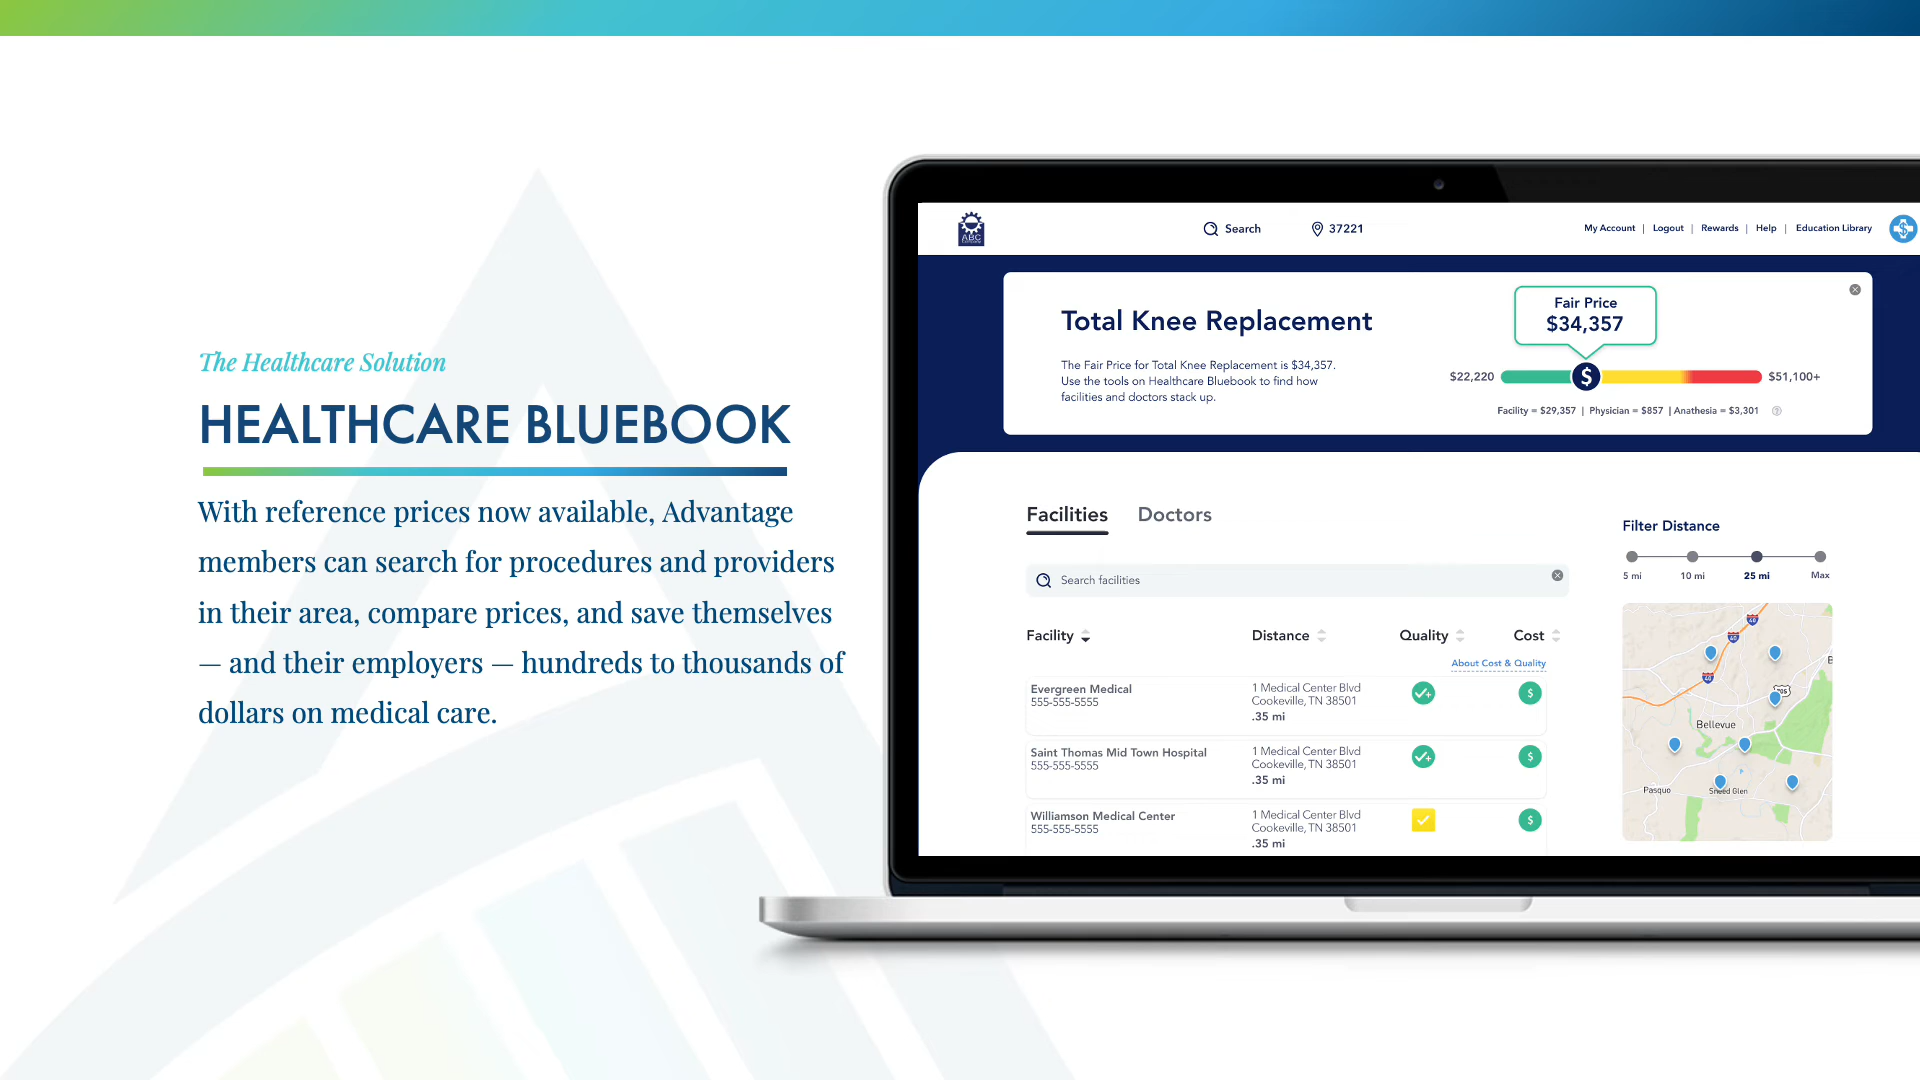 The Healthcare Solution
HEALTHCARE BLUEBOOK
With reference prices now available, Advantage
members can search for procedures and providers
in their area, compare prices, and save themselves
— and their employers — hundreds to thousands of
dollars on medical care.
ABC
Search
37221
My Account | Logout | Rewards | Help | Education Library
Total Knee Replacement
The Fair Price for Total Knee Replacement is $34,357.
Use the tools on Healthcare Bluebook to find how
facilities and doctors stack up.
Fair Price
$34,357
$22,220
$
$51,100+
Facility = $29,357 | Physician = $857 | Anathesia = $3,301
Facilities
Doctors
Search facilities
Facility
Distance
Quality
Cost
About Cost & Quality
Evergreen Medical
555-555-5555
1 Medical Center Blvd
Cookeville, TN 38501
.35 mi
$
Saint Thomas Mid Town Hospital
555-555-5555
1 Medical Center Blvd
Cookeville, TN 38501
.35 mi
$
Williamson Medical Center
555-555-5555
1 Medical Center Blvd
Cookeville, TN 38501
.35 mi
$
Filter Distance
5 mi
10 mi
25 mi
Max
Bellevue
Pasquo
Sneed Glen